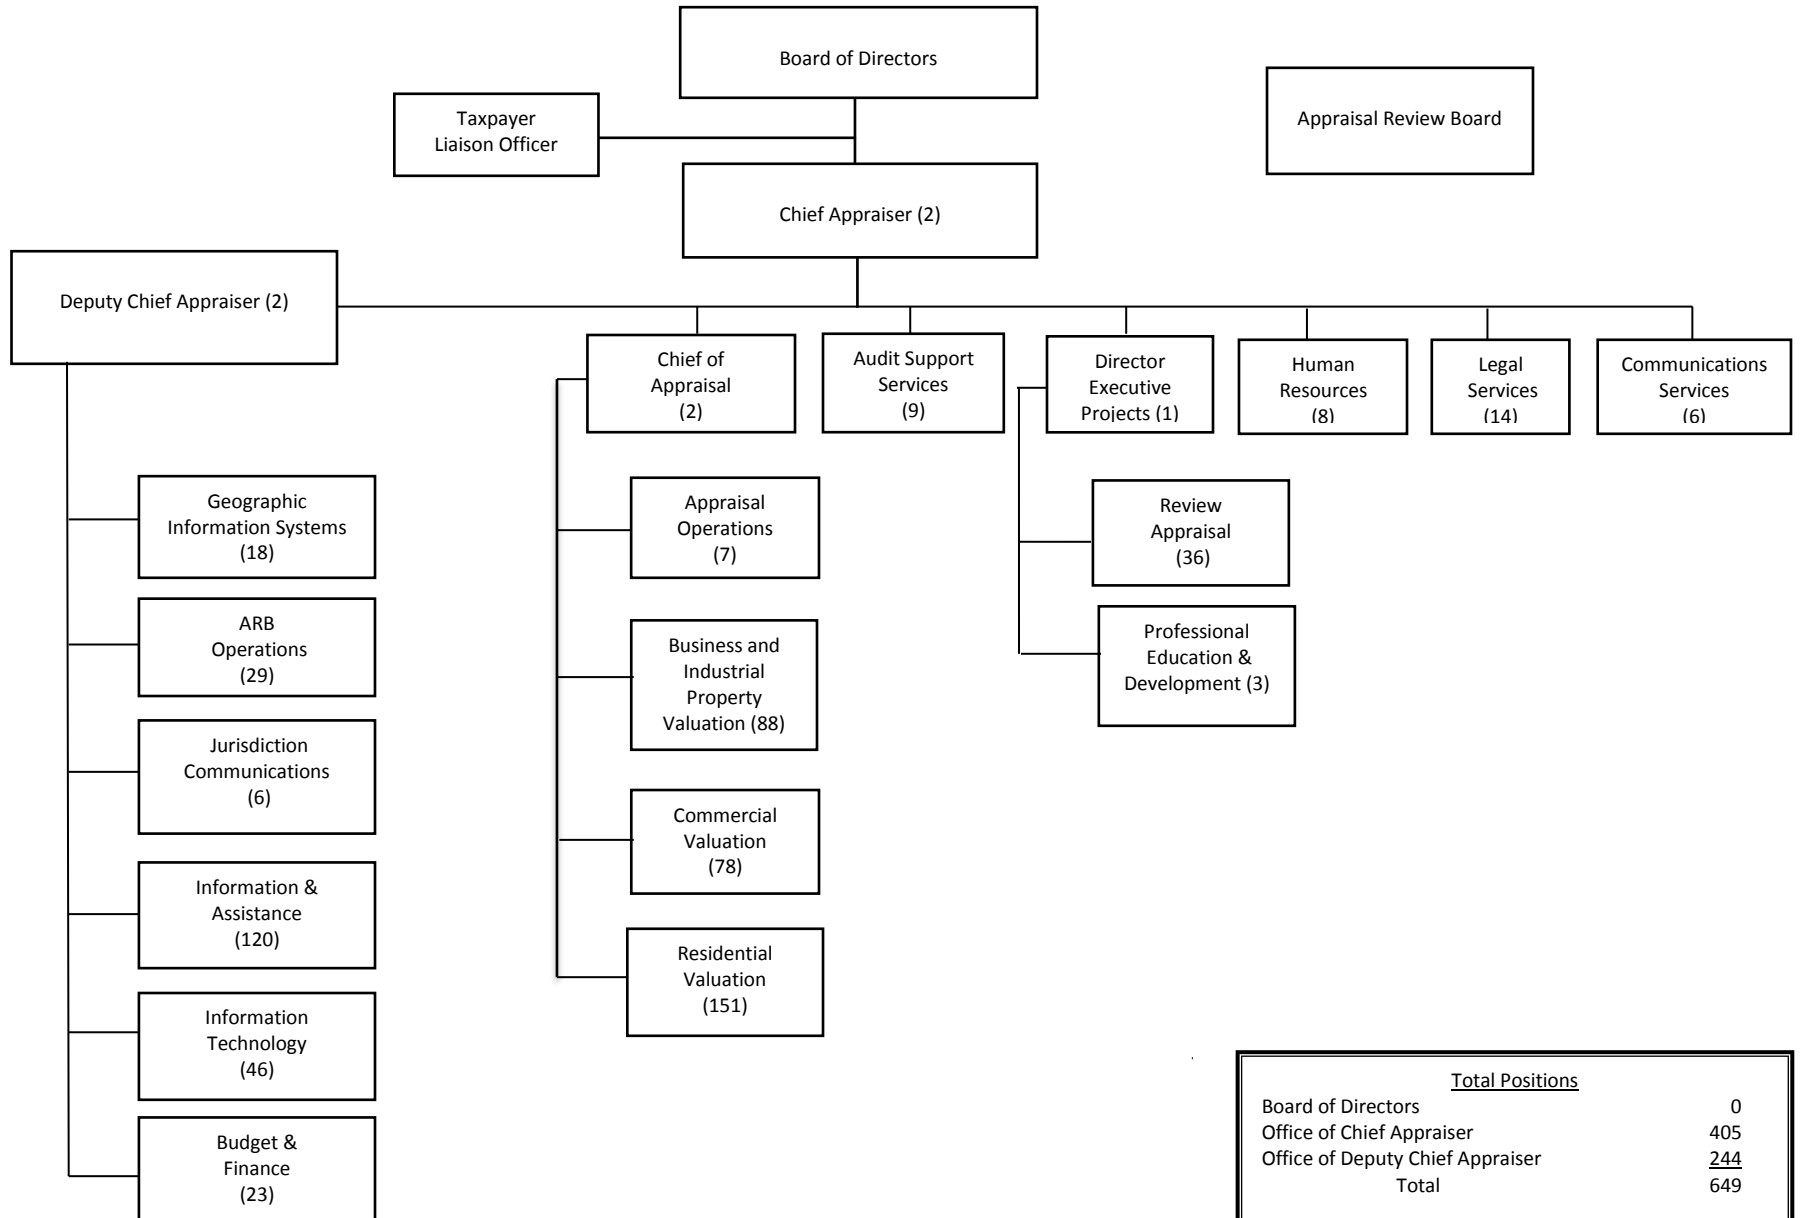 Board of Directors
Appraisal Review Board
Taxpayer
Liaison Officer
Chief Appraiser (2)
Deputy Chief Appraiser (2)
Chief of
Appraisal
(2)
Audit Support
Services
(9)
Director
Executive
Projects (1)
Human
Resources
(8)
Legal
Services
(14)
Communications
Services
(6)
Geographic
Information Systems
(18)
ARB
Operations
(29)
Jurisdiction
Communications
(6)
Information &
Assistance
(120)
Information
Technology
(46)
Budget &
Finance
(23)
Appraisal
Operations
(7)
Business and
Industrial
Property
Valuation (88)
Commercial
Valuation
(78)
Residential
Valuation
(151)
Review
Appraisal
(36)
Professional
Education &
Development (3)
Total Positions
Board of Directors 0
Office of Chief Appraiser 405
Office of Deputy Chief Appraiser 244
Total 649